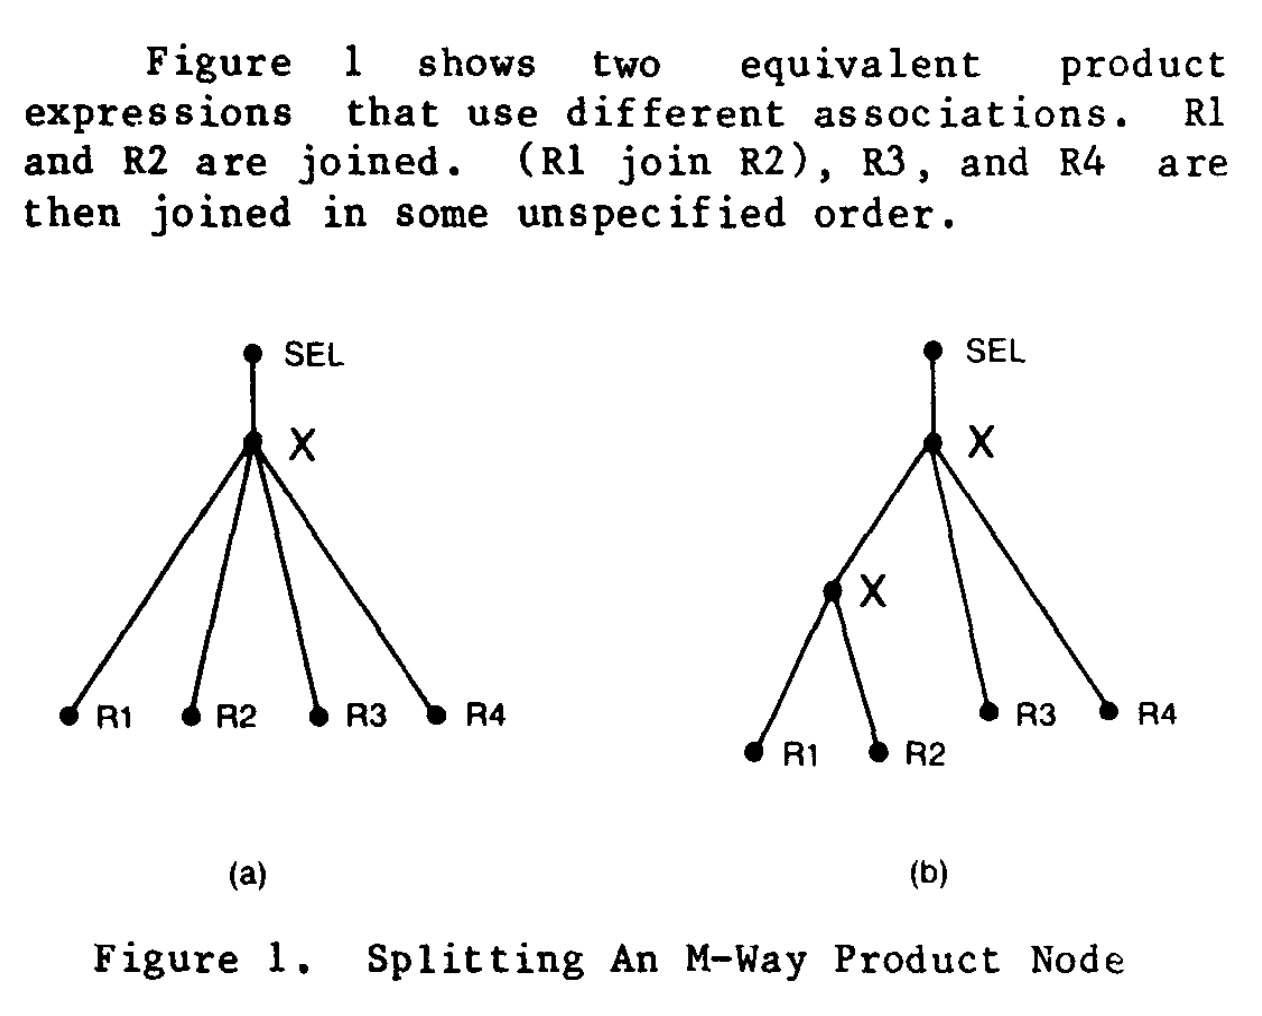 Figure 1 shows two equivalent product
expressions that use different associations. R1
and R2 are joined. (R1 join R2), R3, and R4 are
then joined in some unspecified order.
SEL
X
R1 R2 R3 R4
(a)
SEL
X
X
R3 R4
R1 R2
(b)
Figure 1. Splitting An M-Way Product Node